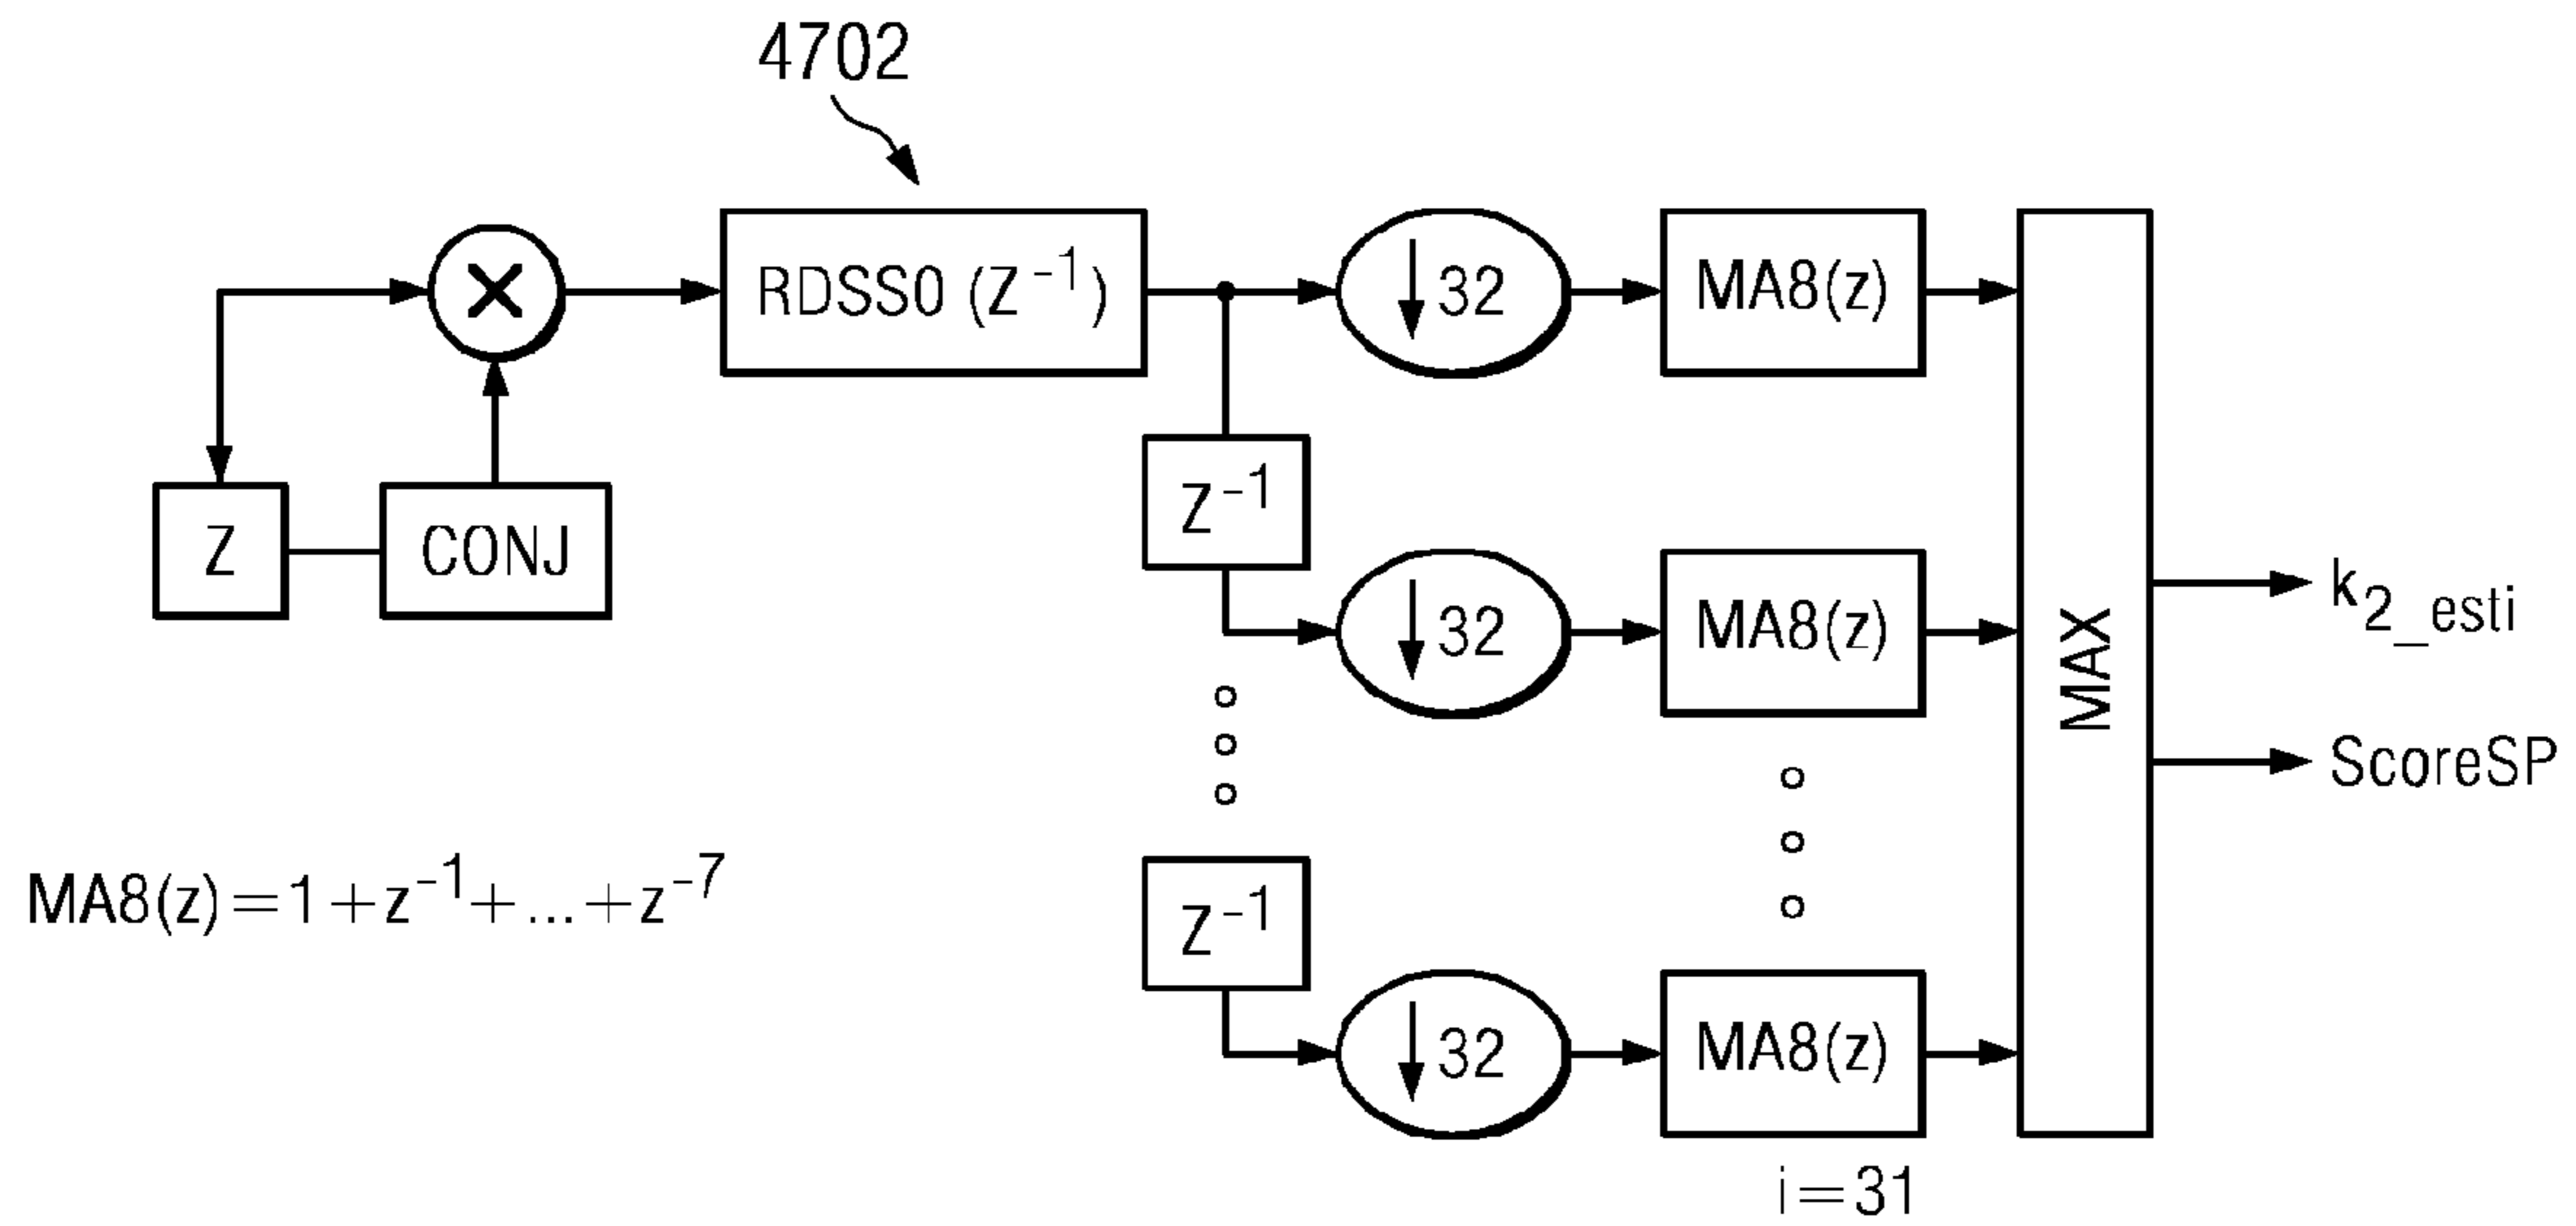 4702
RDSS0 (Z⁻¹)
↓32
MA8(z)
Z
CONJ
Z⁻¹
↓32
MA8(z)
MAX
k₂_esti
ScoreSP
MA8(z)=1+z⁻¹+...+z⁻⁷
Z⁻¹
↓32
MA8(z)
i=31